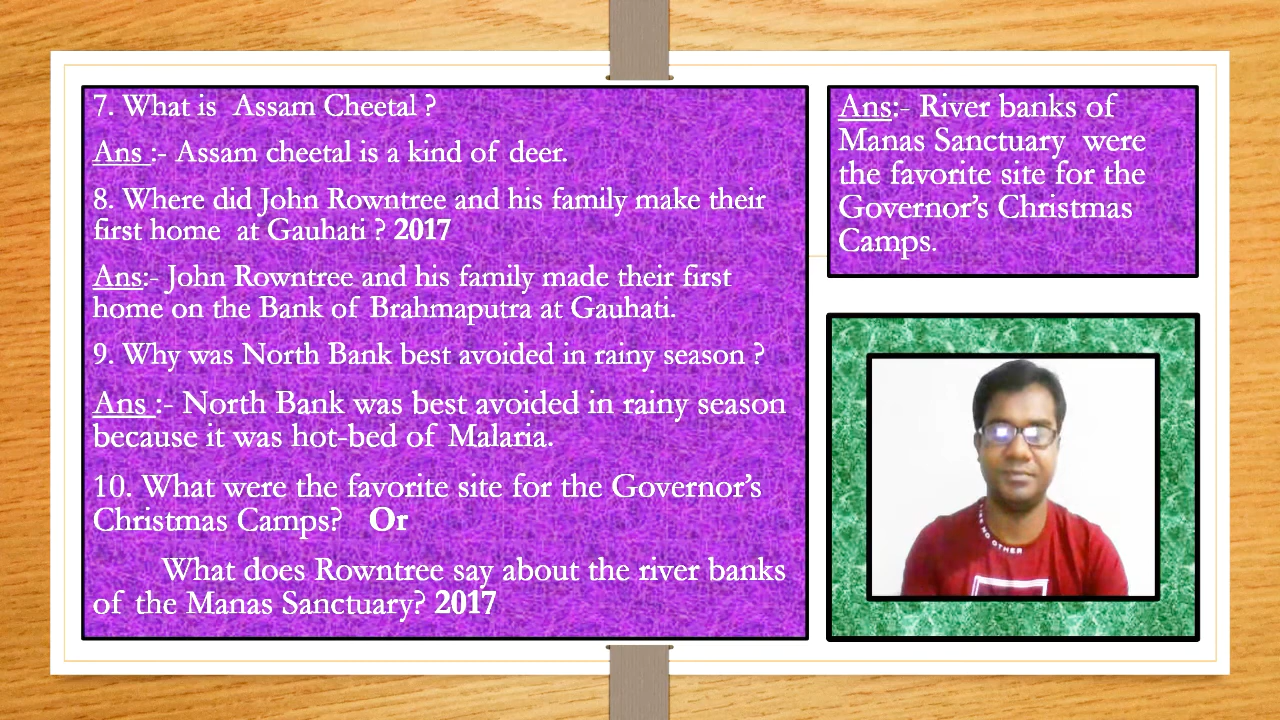 7. What is Assam Cheetal ?
Ans :- Assam cheetal is a kind of deer.
8. Where did John Rowntree and his family make their
first home at Gauhati ? 2017
Ans:- John Rowntree and his family made their first
home on the Bank of Brahmaputra at Gauhati.
9. Why was North Bank best avoided in rainy season ?
Ans :- North Bank was best avoided in rainy season
because it was hot-bed of Malaria.
10. What were the favorite site for the Governor's
Christmas Camps? Or
What does Rowntree say about the river banks
of the Manas Sanctuary? 2017
Ans:- River banks of
Manas Sanctuary were
the favorite site for the
Governor's Christmas
Camps.
NO OTHER